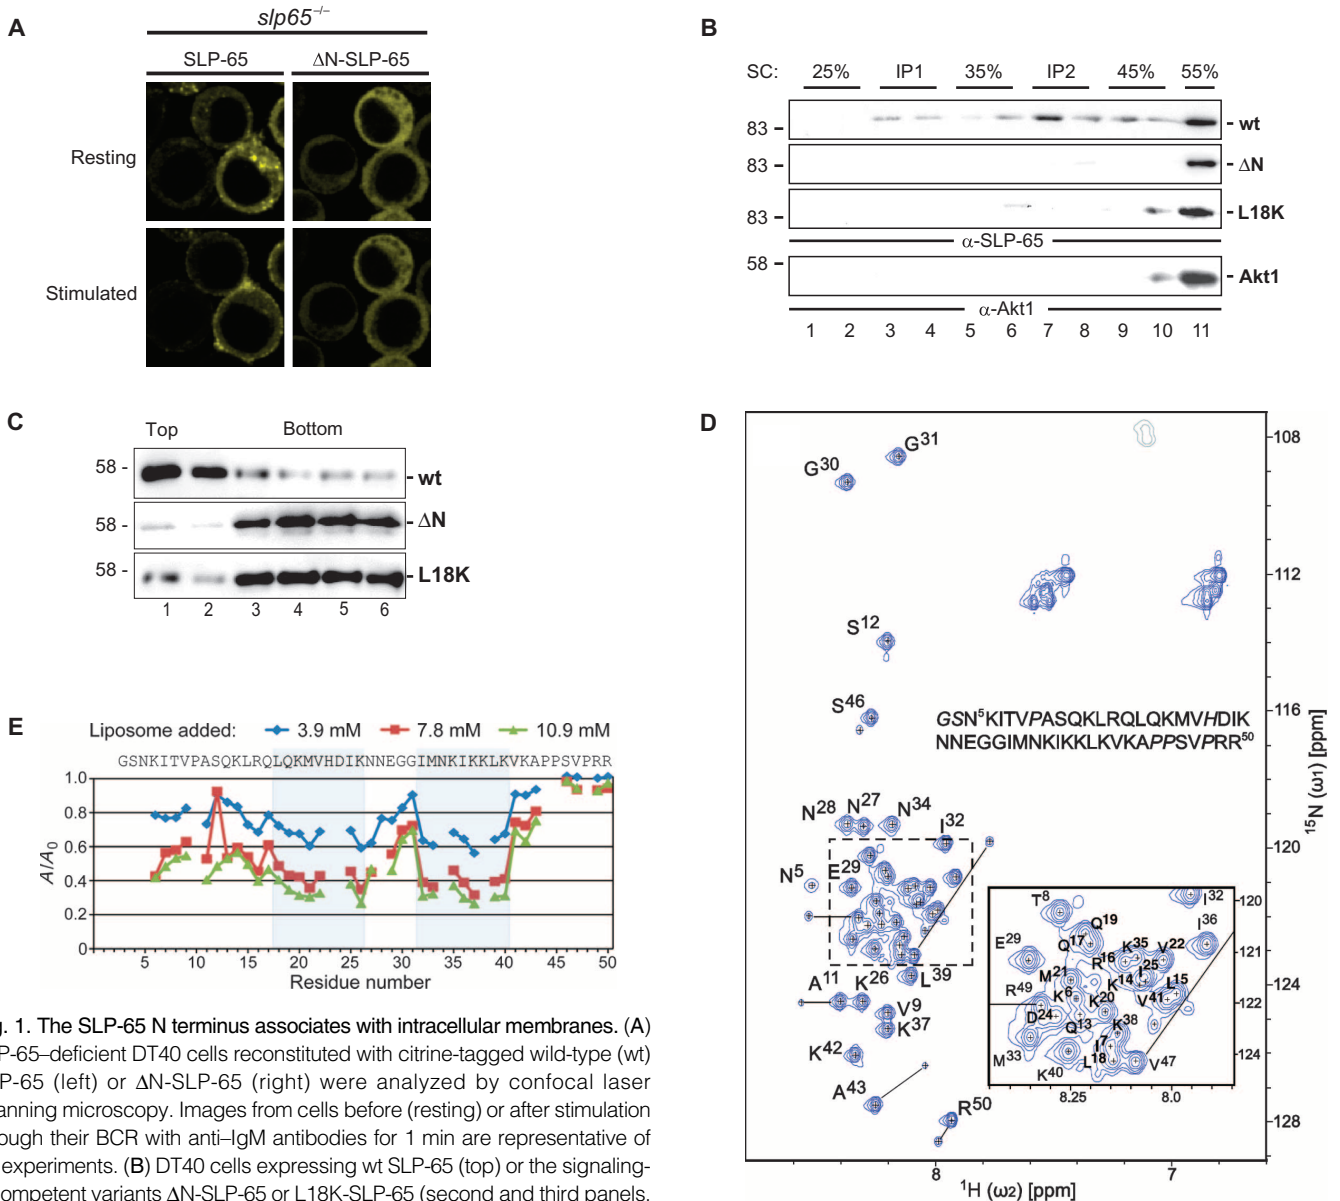 A
slp65–/–
SLP-65 ΔN-SLP-65
Resting
Stimulated
B
SC: 25% IP1 35% IP2 45% 55%
83 wt
83 ΔN
83 L18K
α-SLP-65
58 Akt1
α-Akt1
1 2 3 4 5 6 7 8 9 10 11
C
Top Bottom
58 wt
58 ΔN
58 L18K
1 2 3 4 5 6
D
G31
G30
S12
S46
GSN5KITVPASQKLRQLQKMVHDIK
NNEGGIMNKIKKLKVKAPPSVPRR50
N28 N27 N34
I32
E29
N5
L39
A11 K26
V9
K37
K42
A43
R50
T8
I32
Q19
I36
E29
Q17
K35
V22
R16
I25
M21
K14
L15
R49
K6
K20
V41
D24
Q13
K38
M33
I7
K40
L18
V47
120
121
122
124
8.25 8.0
108
112
116
120
124
128
15N (ω1) [ppm]
8 7
1H (ω2) [ppm]
E
Liposome added: 3.9 mM 7.8 mM 10.9 mM
GSNKITVPASQKLRQLQKMVHDIKNNEGGIMNKIKKLKVKAPPSVPRR
1.0
0.8
0.6
0.4
0.2
0
A/A0
5 10 15 20 25 30 35 40 45 50
Residue number
g. 1. The SLP-65 N terminus associates with intracellular membranes. (A)
P-65–deficient DT40 cells reconstituted with citrine-tagged wild-type (wt)
P-65 (left) or ΔN-SLP-65 (right) were analyzed by confocal laser
anning microscopy. Images from cells before (resting) or after stimulation
ough their BCR with anti–IgM antibodies for 1 min are representative of
experiments. (B) DT40 cells expressing wt SLP-65 (top) or the signaling-
competent variants ΔN-SLP-65 or L18K-SLP-65 (second and third panels,